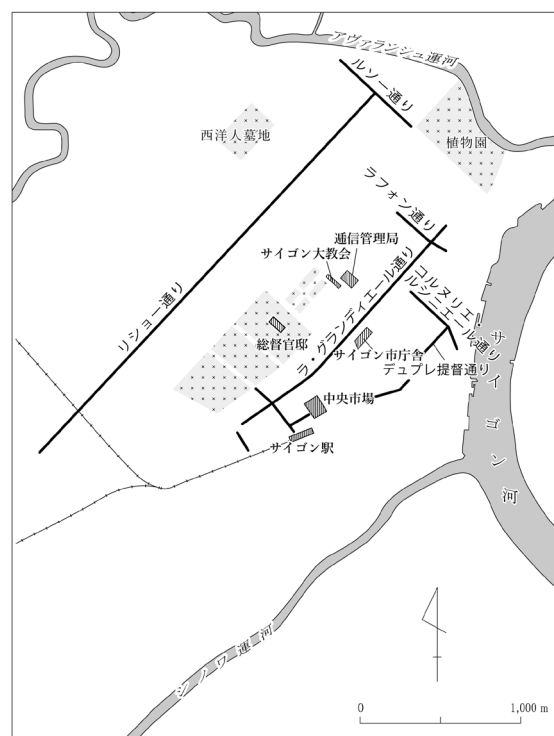 アヴァランシュ運河
ルソー通り
植物園
西洋人墓地
ラフォン通り
逓信管理局
サイゴン大教会
コルヌリエ・
ルシニエール通り
リショー通り
ラ・グランディエール通り
総督官邸
サイゴン市庁舎
デュプレ提督通り
サイゴン河
中央市場
サイゴン駅
シノワ運河
0
1,000 m